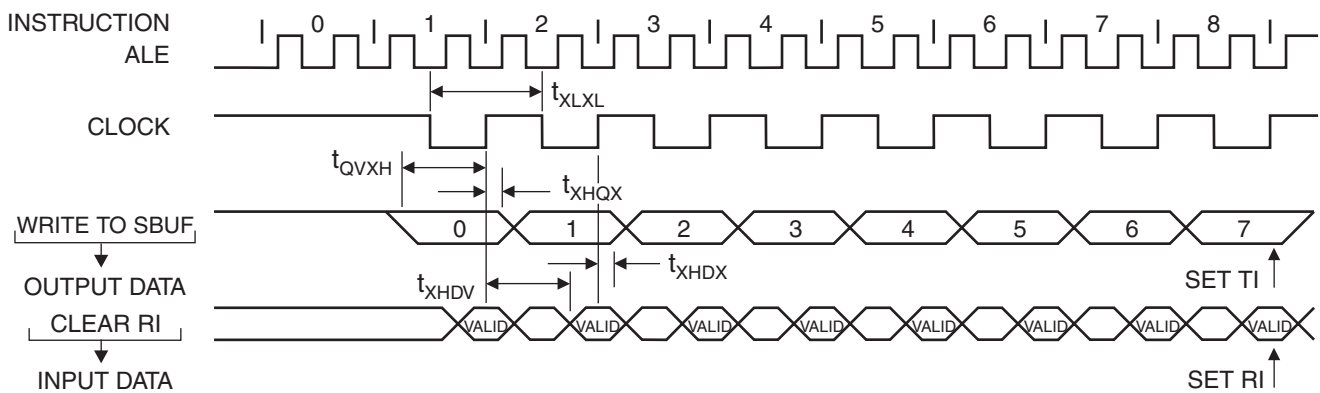 INSTRUCTION 0 1 2 3 4 5 6 7 8
ALE
tXLXL
CLOCK
tQVXH
tXHQX
WRITE TO SBUF 0 1 2 3 4 5 6 7
tXHDX
SET TI
OUTPUT DATA
tXHDV
CLEAR RI VALID VALID VALID VALID VALID VALID VALID VALID
INPUT DATA
SET RI